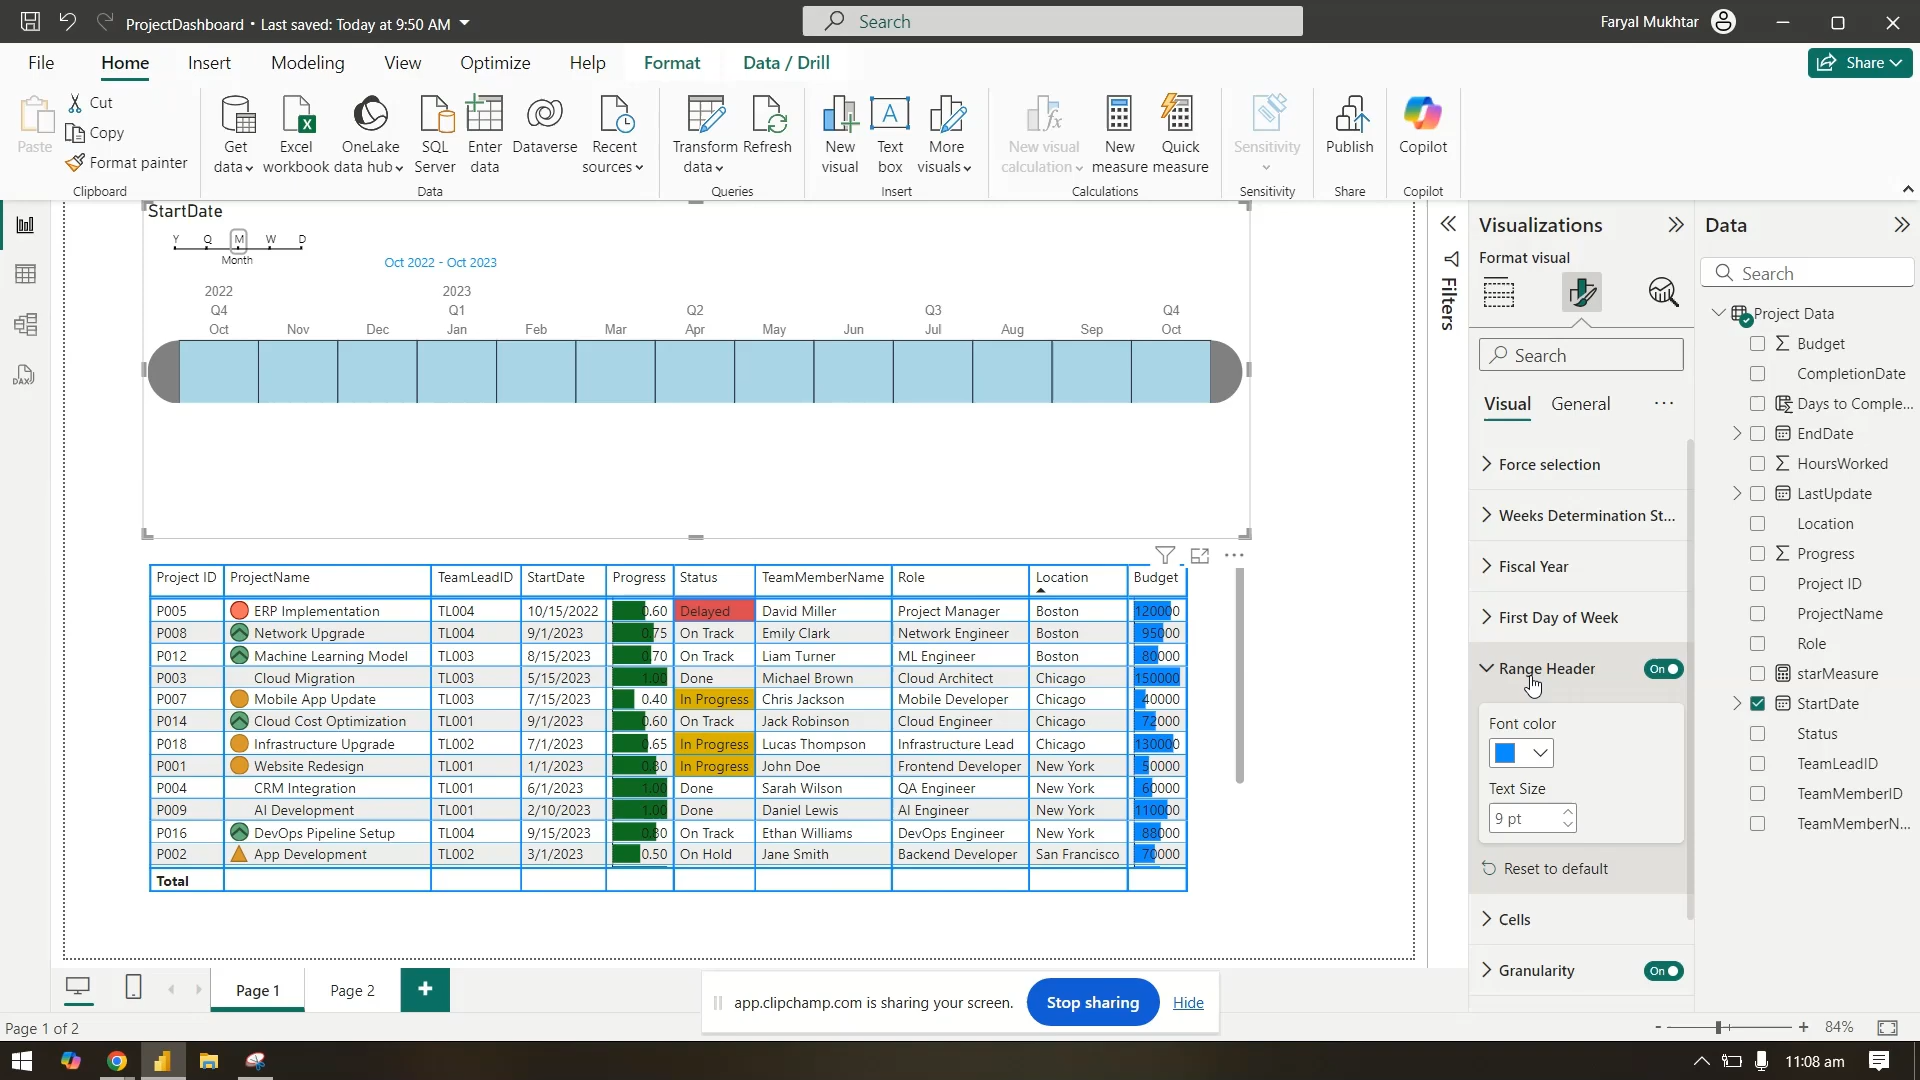 ProjectDashboard • Last saved: Today at 9:50 AM
Search
Faryal Mukhtar
File Home Insert Modeling View Optimize Help Format Data / Drill
Share
Paste
Cut
Copy
Format painter
Clipboard
Get data
Excel workbook
OneLake data hub
SQL Server
Enter data
Dataverse
Recent sources
Data
Transform data
Refresh
Queries
New visual
Text box
More visuals
Insert
New visual calculation
New measure
Quick measure
Calculations
Sensitivity
Sensitivity
Publish
Share
Copilot
Copilot
StartDate
Y Q M W D
Month
Oct 2022 - Oct 2023
2022 2023
Q4 Q1 Q2 Q3 Q4
Oct Nov Dec Jan Feb Mar Apr May Jun Jul Aug Sep Oct
Project ID ProjectName TeamLeadID StartDate Progress Status TeamMemberName Role Location Budget
P005 ERP Implementation TL004 10/15/2022 0.60 Delayed David Miller Project Manager Boston 120000
P008 Network Upgrade TL004 9/1/2023 0.75 On Track Emily Clark Network Engineer Boston 95000
P012 Machine Learning Model TL003 8/15/2023 0.70 On Track Liam Turner ML Engineer Boston 80000
P003 Cloud Migration TL003 5/15/2023 1.00 Done Michael Brown Cloud Architect Chicago 150000
P007 Mobile App Update TL003 7/15/2023 0.40 In Progress Chris Jackson Mobile Developer Chicago 40000
P014 Cloud Cost Optimization TL001 9/1/2023 0.60 On Track Jack Robinson Cloud Engineer Chicago 72000
P018 Infrastructure Upgrade TL002 7/1/2023 0.65 In Progress Lucas Thompson Infrastructure Lead Chicago 130000
P001 Website Redesign TL001 1/1/2023 0.80 In Progress John Doe Frontend Developer New York 50000
P004 CRM Integration TL001 6/1/2023 1.00 Done Sarah Wilson QA Engineer New York 60000
P009 AI Development TL001 2/10/2023 1.00 Done Daniel Lewis AI Engineer New York 110000
P016 DevOps Pipeline Setup TL004 9/15/2023 0.80 On Track Ethan Williams DevOps Engineer New York 88000
P002 App Development TL002 3/1/2023 0.50 On Hold Jane Smith Backend Developer San Francisco 70000
Total
Filters
Visualizations
Format visual
Search
Visual General ...
Force selection
Weeks Determination St...
Fiscal Year
First Day of Week
Range Header On
Font color
Text Size
9 pt
Reset to default
Cells
Granularity On
Data
Search
Project Data
Budget
CompletionDate
Days to Comple...
EndDate
HoursWorked
LastUpdate
Location
Progress
Project ID
ProjectName
Role
starMeasure
StartDate
Status
TeamLeadID
TeamMemberID
TeamMemberN...
DAX
Page 1 Page 2 +
app.clipchamp.com is sharing your screen. Stop sharing Hide
Page 1 of 2
- + 84%
11:08 am